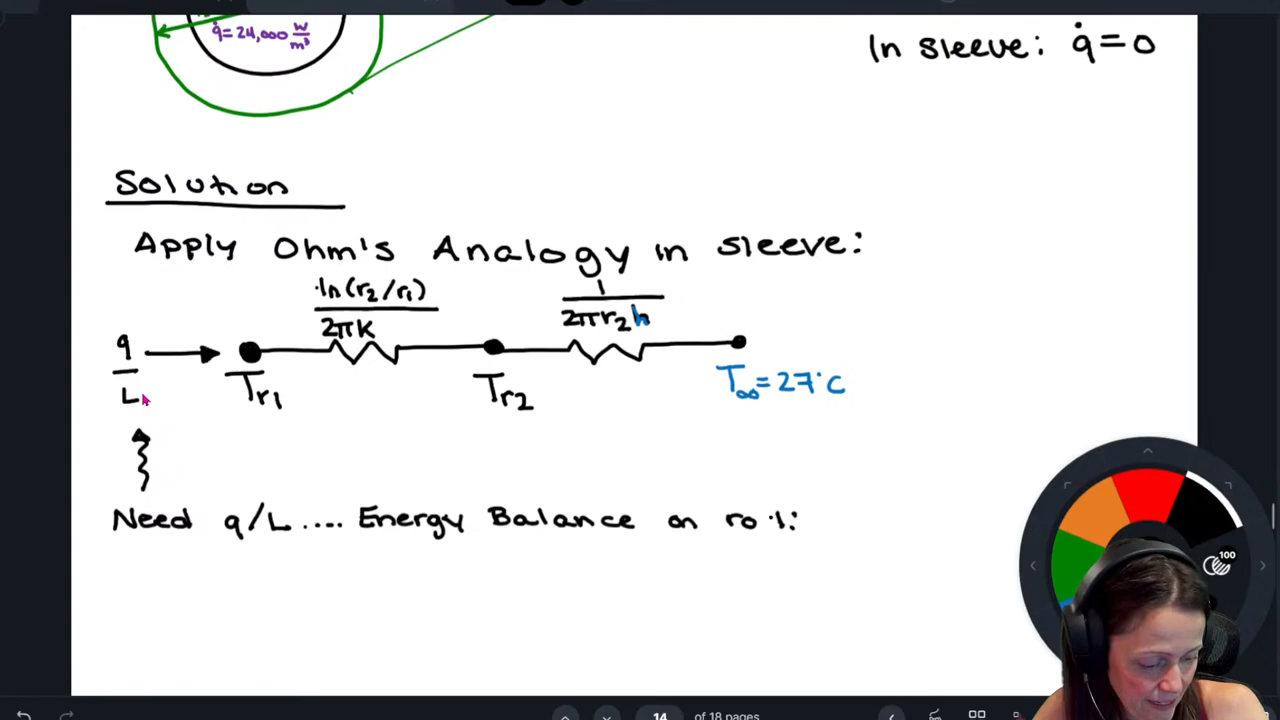 q̇=24,000 W/m³
In sleeve: q̇=0
Solution
Apply Ohm's Analogy in sleeve:
ln(r₂/r₁)
2πK
1
2πr₂h
q
L
Tr₁
Tr₂
T∞=27°C
Need q/L.... Energy Balance on rod:
100
14 of 18 pages